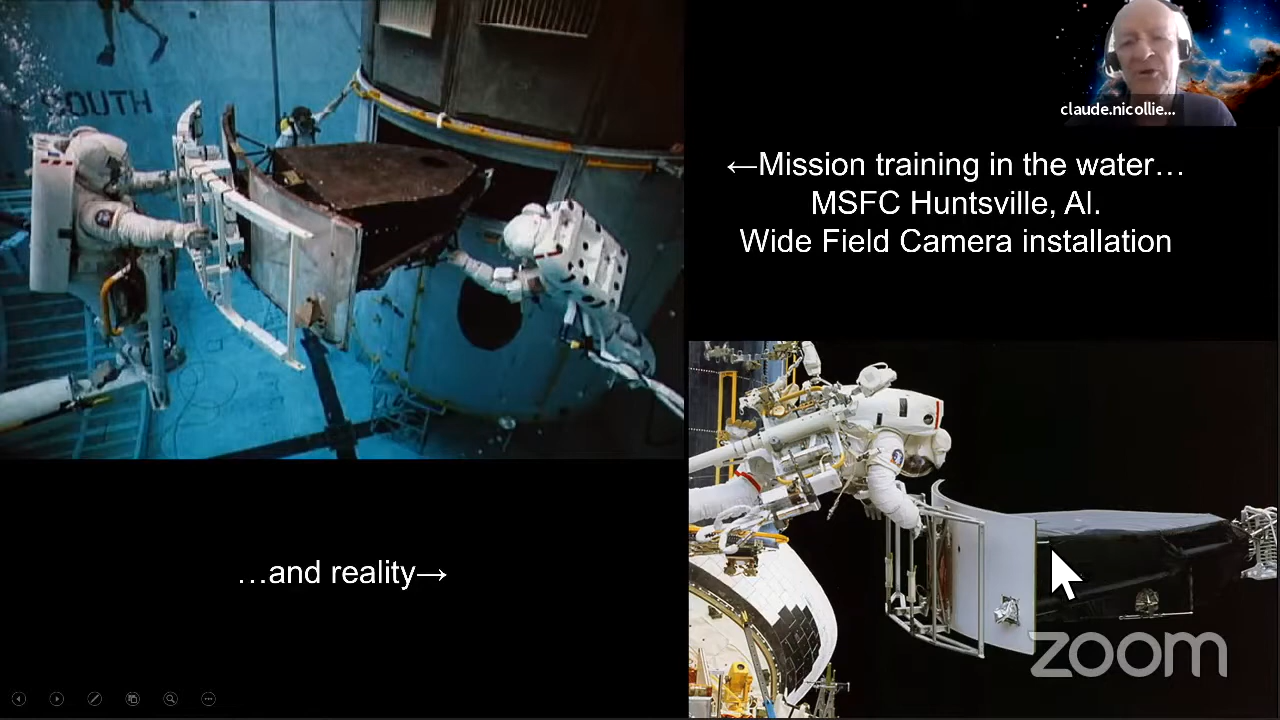 SOUTH
claude.nicollie...
←Mission training in the water…
MSFC Huntsville, Al.
Wide Field Camera installation
…and reality→
zoom